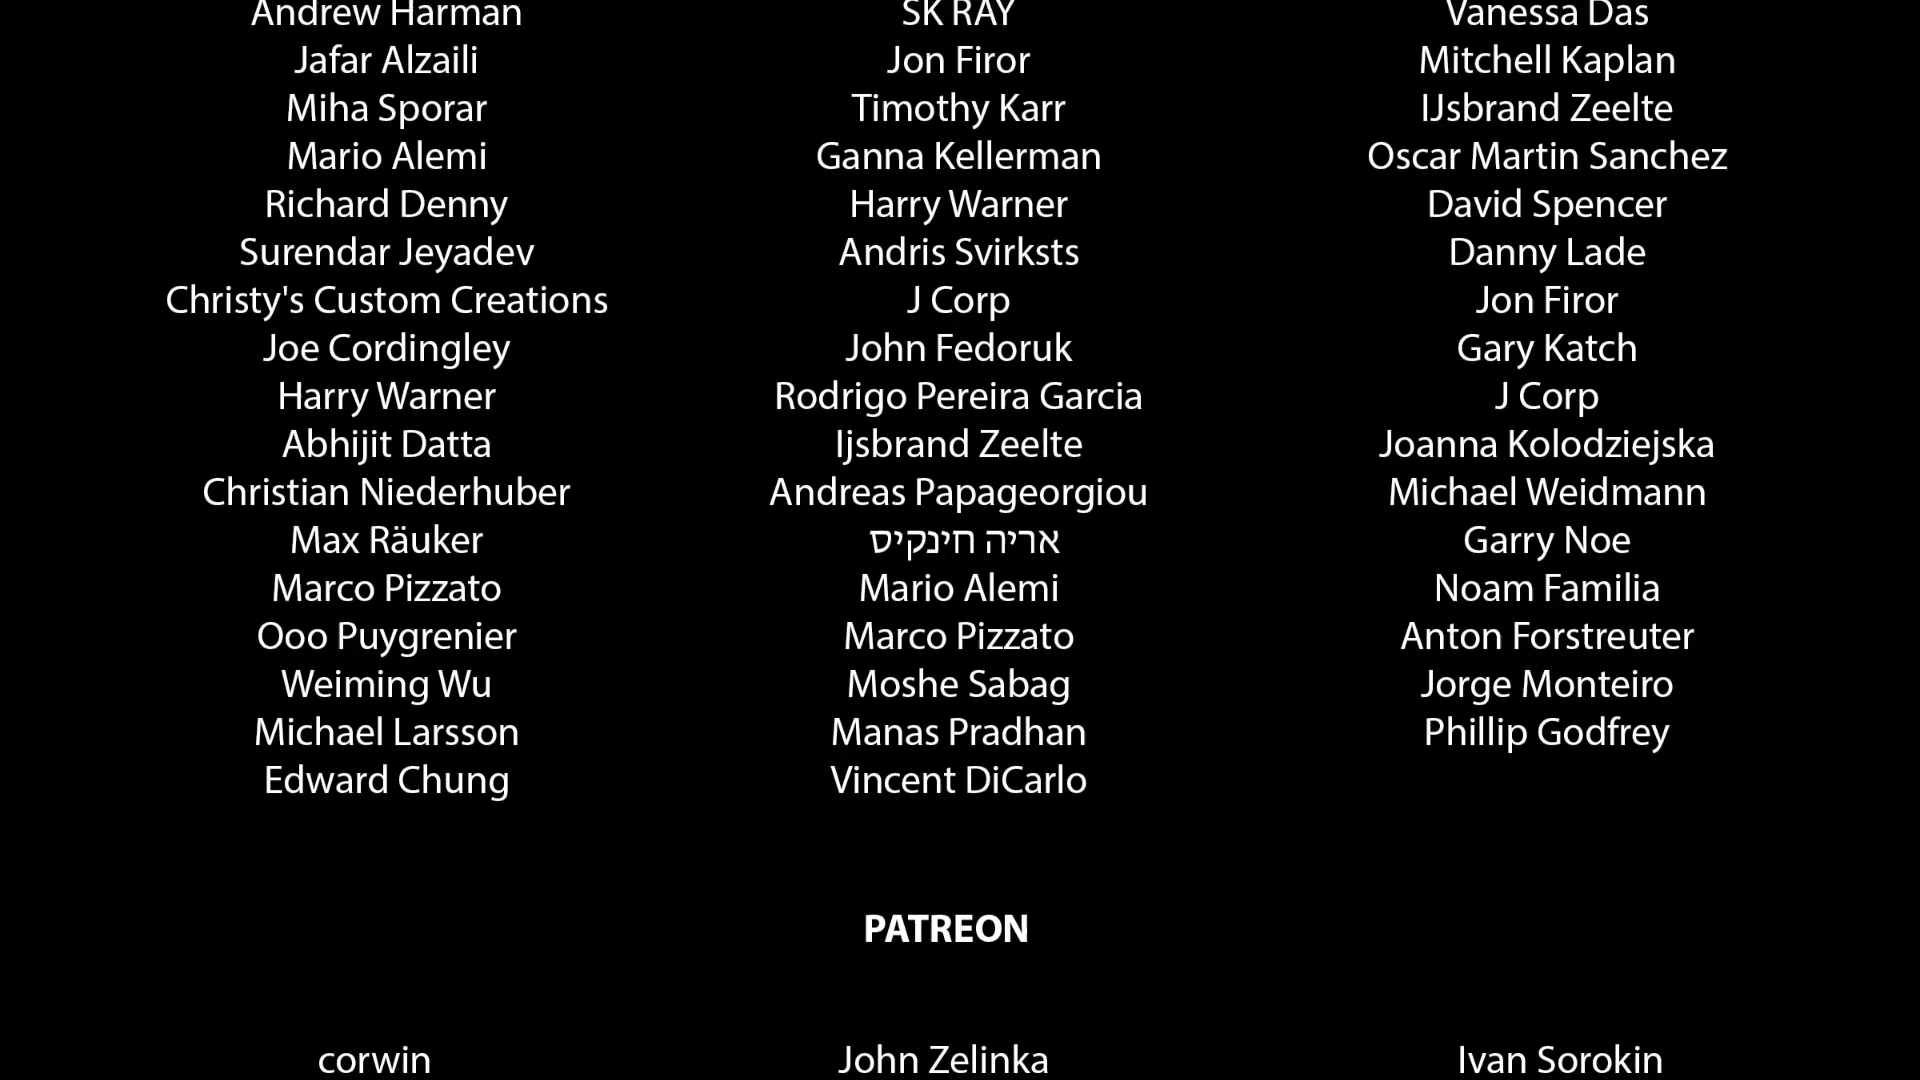 Andrew Harman
Jafar Alzaili
Miha Sporar
Mario Alemi
Richard Denny
Surendar Jeyadev
Christy's Custom Creations
Joe Cordingley
Harry Warner
Abhijit Datta
Christian Niederhuber
Max Räuker
Marco Pizzato
Ooo Puygrenier
Weiming Wu
Michael Larsson
Edward Chung
SK RAY
Jon Firor
Timothy Karr
Ganna Kellerman
Harry Warner
Andris Svirksts
J Corp
John Fedoruk
Rodrigo Pereira Garcia
Ijsbrand Zeelte
Andreas Papageorgiou
אריה חינקיס
Mario Alemi
Marco Pizzato
Moshe Sabag
Manas Pradhan
Vincent DiCarlo
Vanessa Das
Mitchell Kaplan
IJsbrand Zeelte
Oscar Martin Sanchez
David Spencer
Danny Lade
Jon Firor
Gary Katch
J Corp
Joanna Kolodziejska
Michael Weidmann
Garry Noe
Noam Familia
Anton Forstreuter
Jorge Monteiro
Phillip Godfrey
PATREON
corwin
John Zelinka
Ivan Sorokin